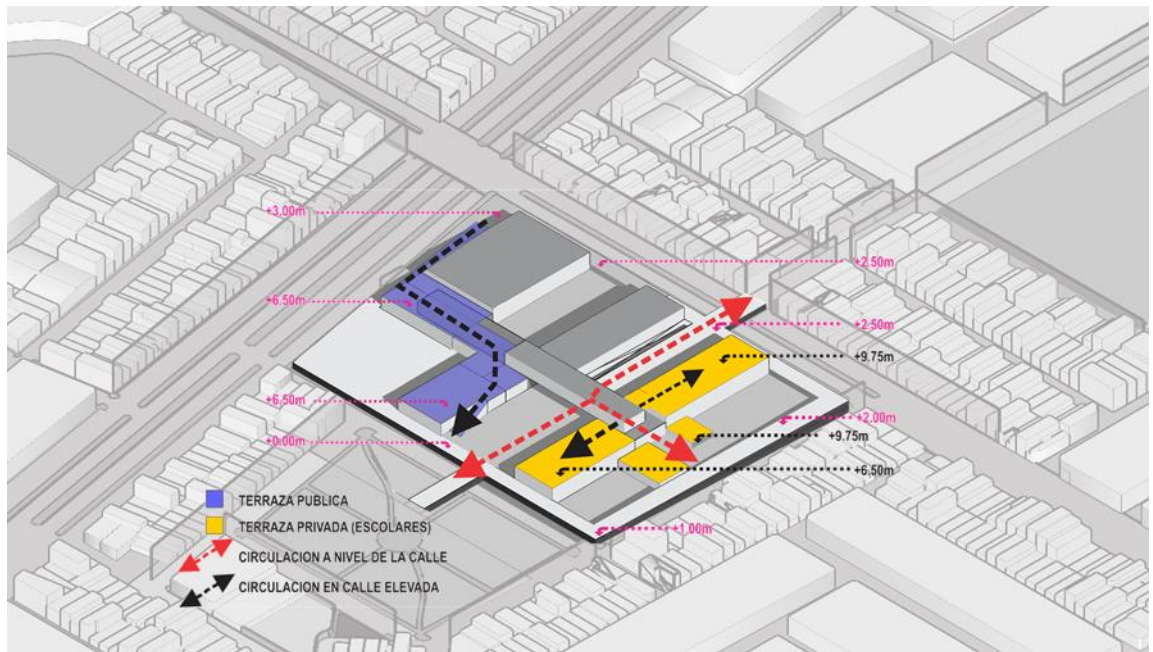 +3.00m
+2.50m
+6.50m
+2.50m
+9.75m
+6.50m
+2.00m
+9.75m
+0.00m
+6.50m
+1.00m
TERRAZA PUBLICA
TERRAZA PRIVADA (ESCOLARES)
CIRCULACION A NIVEL DE LA CALLE
CIRCULACION EN CALLE ELEVADA